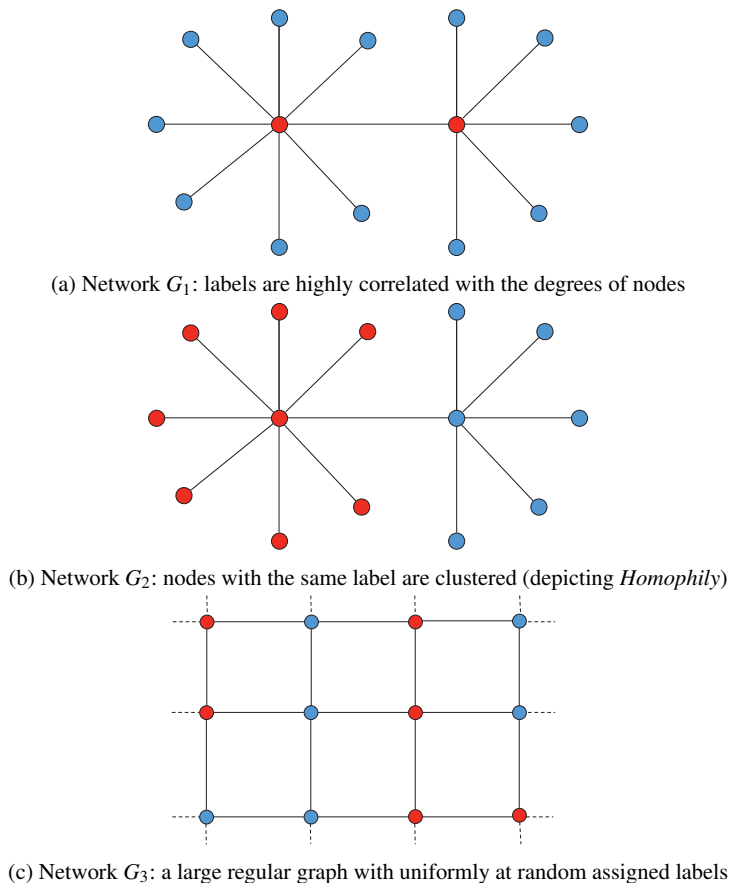 (a) Network G1: labels are highly correlated with the degrees of nodes
(b) Network G2: nodes with the same label are clustered (depicting Homophily)
(c) Network G3: a large regular graph with uniformly at random assigned labels